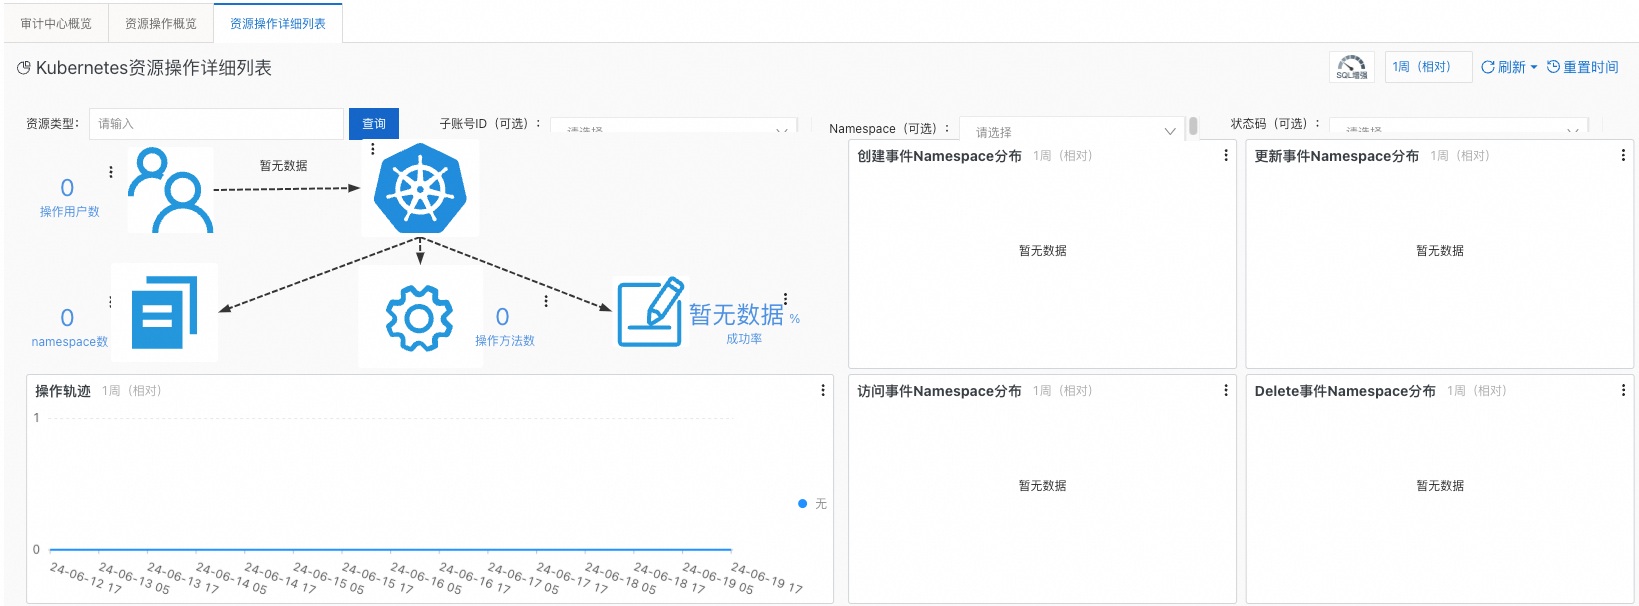 审计中心概览
资源操作概览
资源操作详细列表
Kubernetes资源操作详细列表
SQL增强
1周（相对）
刷新
重置时间
资源类型：
请输入
查询
子账号ID（可选）：
请选择
Namespace（可选）：
请选择
状态码（可选）：
请选择
0
操作用户数
暂无数据
0
namespace数
0
操作方法数
暂无数据 %
成功率
创建事件Namespace分布 1周（相对）
暂无数据
更新事件Namespace分布 1周（相对）
暂无数据
操作轨迹 1周（相对）
1
0
无
24-06-12 17
24-06-13 05
24-06-13 17
24-06-14 05
24-06-14 17
24-06-15 05
24-06-15 17
24-06-16 05
24-06-16 17
24-06-17 05
24-06-17 17
24-06-18 05
24-06-18 17
24-06-19 05
24-06-19 17
访问事件Namespace分布 1周（相对）
暂无数据
Delete事件Namespace分布 1周（相对）
暂无数据